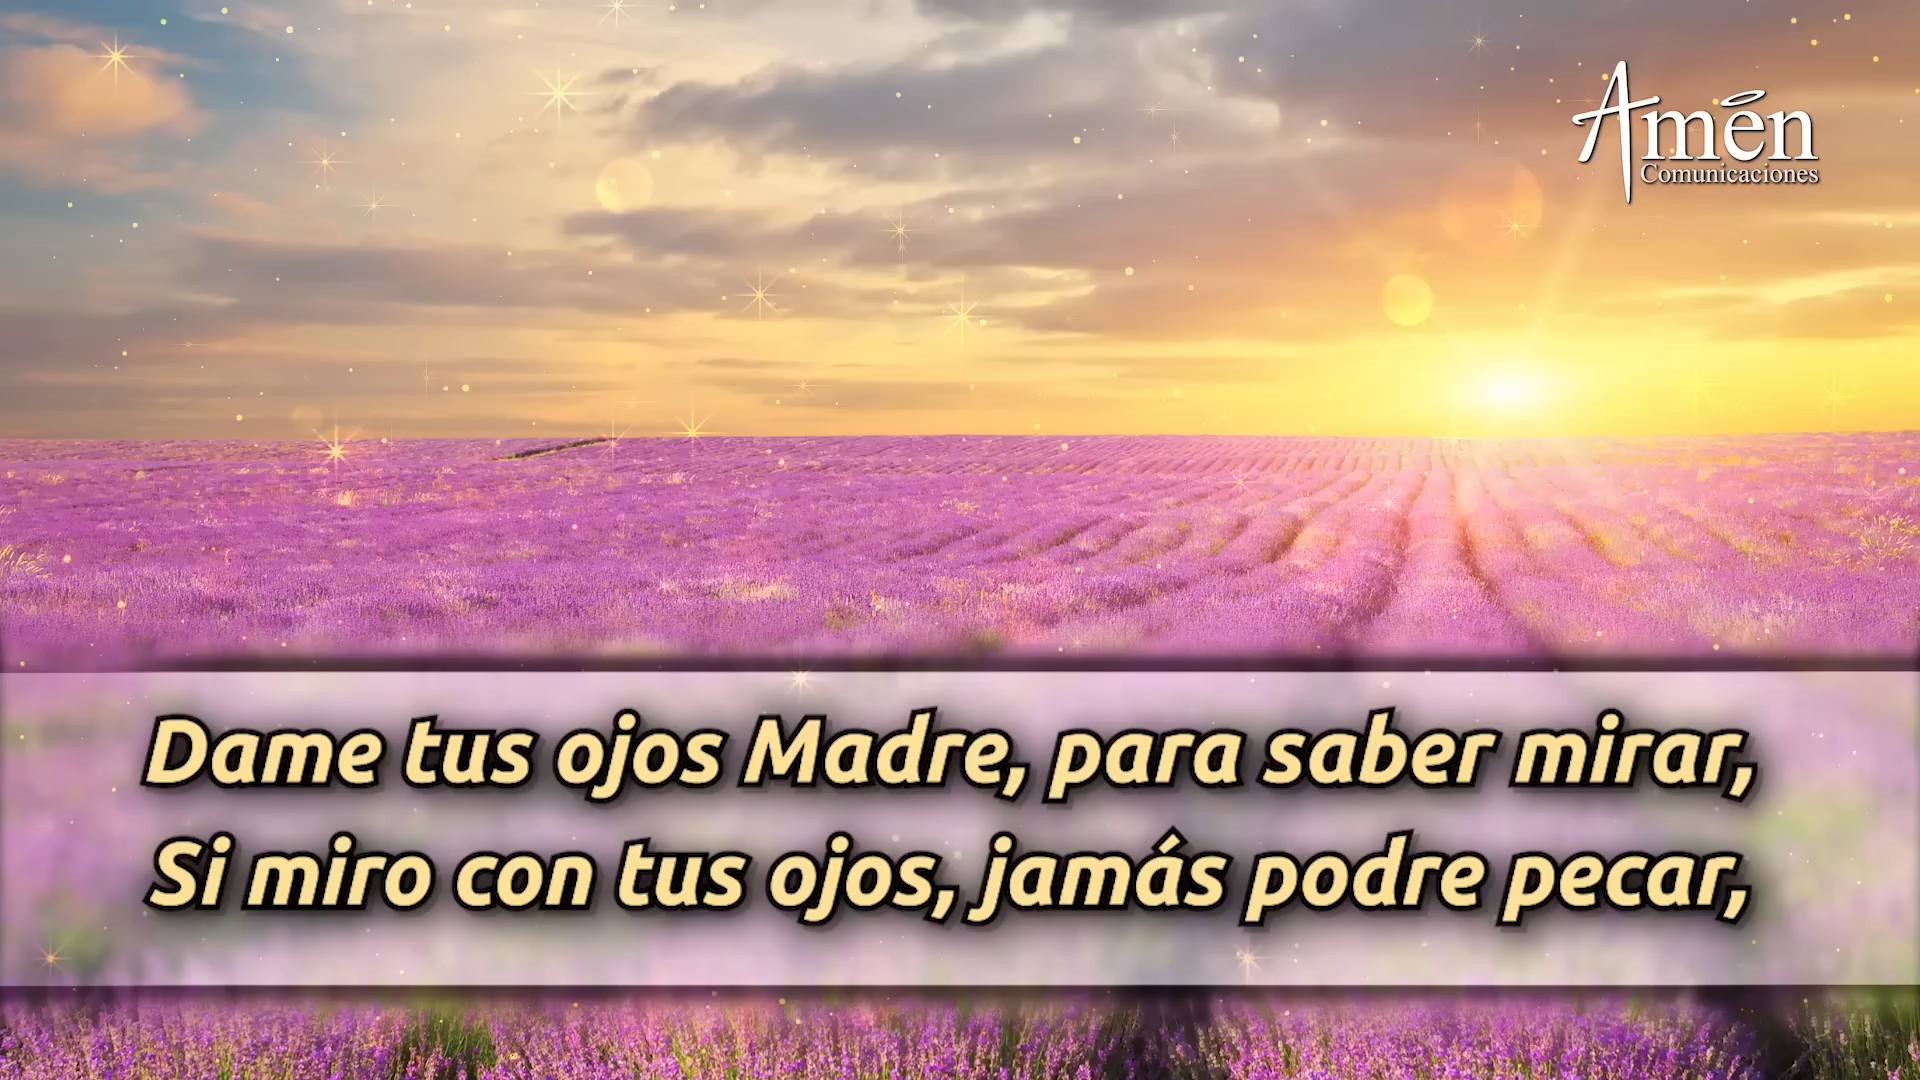 Amén
Comunicaciones
Dame tus ojos Madre, para saber mirar,
Si miro con tus ojos, jamás podre pecar,